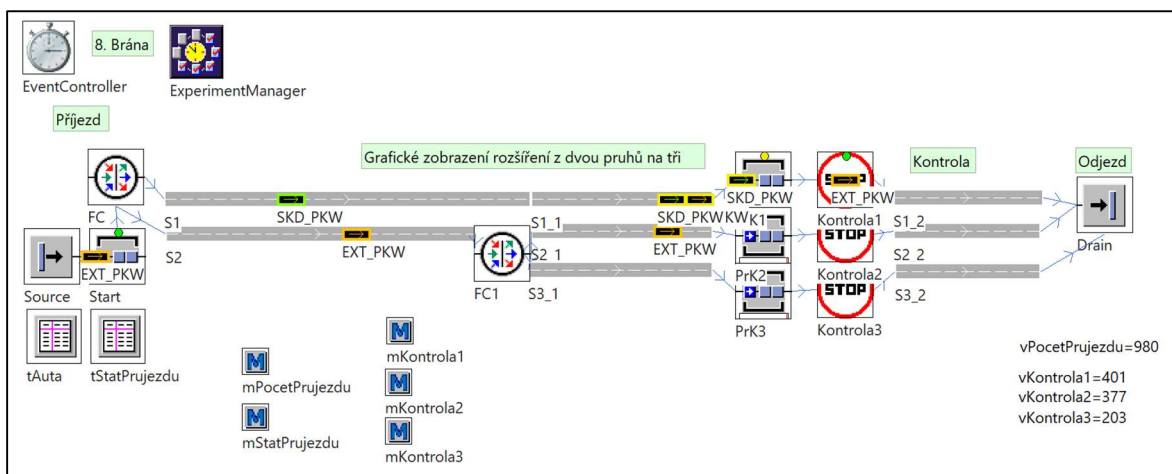 8. Brána
EventController
ExperimentManager
Příjezd
Grafické zobrazení rozšíření z dvou pruhů na tři
Kontrola
Odjezd
FC
S1
SKD_PKW
S1_1
SKD_PKW
SKD_PKW
K1
EXT_PKW
Kontrola1
S1_2
Drain
S2
EXT_PKW
S2_1
EXT_PKW
STOP
Kontrola2
S2_2
EXT_PKW
Source
Start
FC1
S3_1
PrK2
STOP
PrK3
Kontrola3
S3_2
tAuta
tStatPrujezdu
mPocetPrujezdu
mStatPrujezdu
mKontrola1
mKontrola2
mKontrola3
vPocetPrujezdu=980
vKontrola1=401
vKontrola2=377
vKontrola3=203